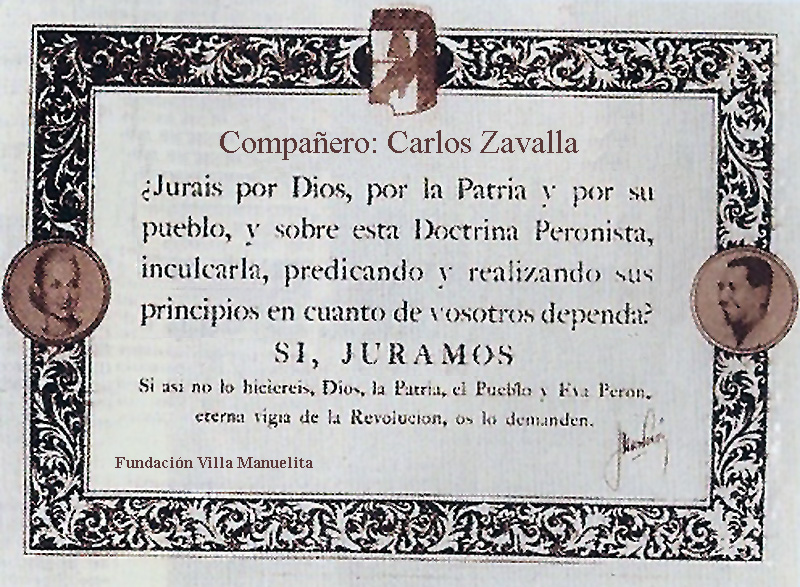 Compañero: Carlos Zavalla
¿Jurais por Dios, por la Patria y por su
pueblo, y sobre esta Doctrina Peronista,
inculcarla, predicando y realizando sus
principios en cuanto de vosotros dependa?
SI, JURAMOS
Si asi no lo hiciereis, Dios, la Patria, el Pueblo y Eva Peron,
eterna vigia de la Revolucion, os lo demanden.
Fundación Villa Manuelita